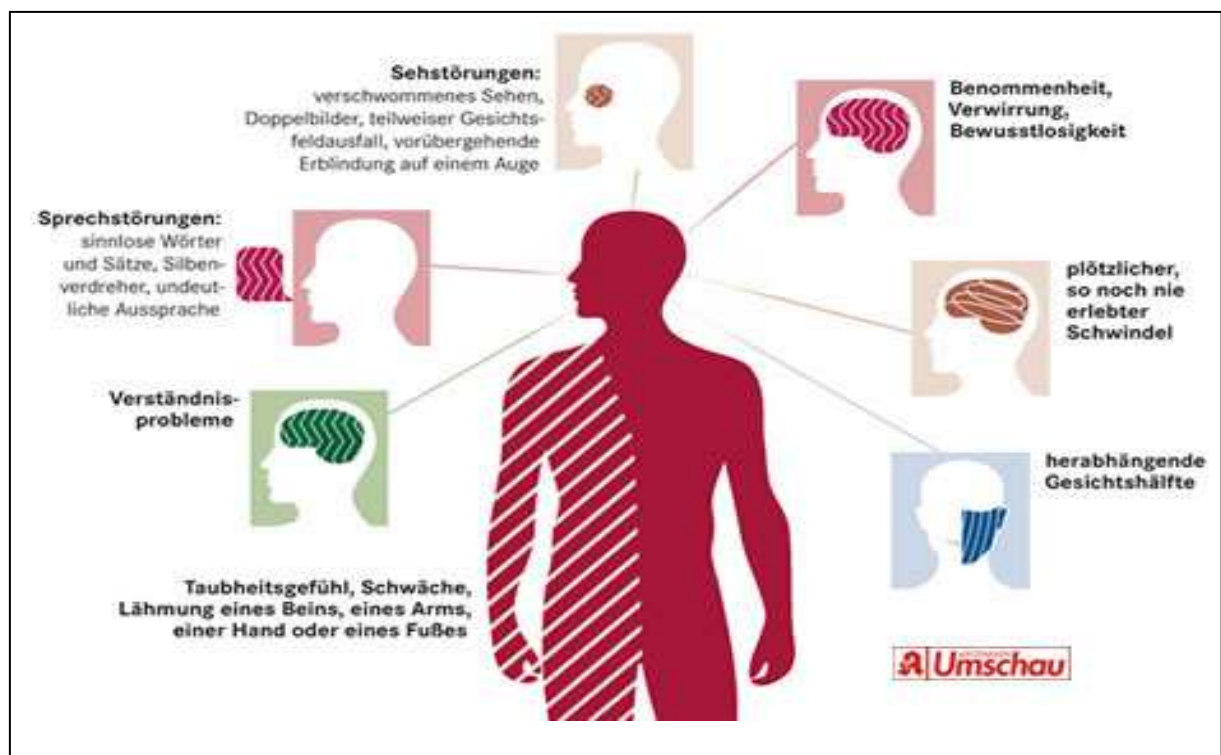 Sehstörungen:
verschwommenes Sehen,
Doppelbilder, teilweiser Gesichts-
feldausfall, vorübergehende
Erblindung auf einem Auge
Benommenheit,
Verwirrung,
Bewusstlosigkeit
Sprechstörungen:
sinnlose Wörter
und Sätze, Silben-
verdreher, undeut-
liche Aussprache
plötzlicher,
so noch nie
erlebter
Schwindel
Verständnis-
probleme
herabhängende
Gesichtshälfte
Taubheitsgefühl, Schwäche,
Lähmung eines Beins, eines Arms,
einer Hand oder eines Fußes
Umschau